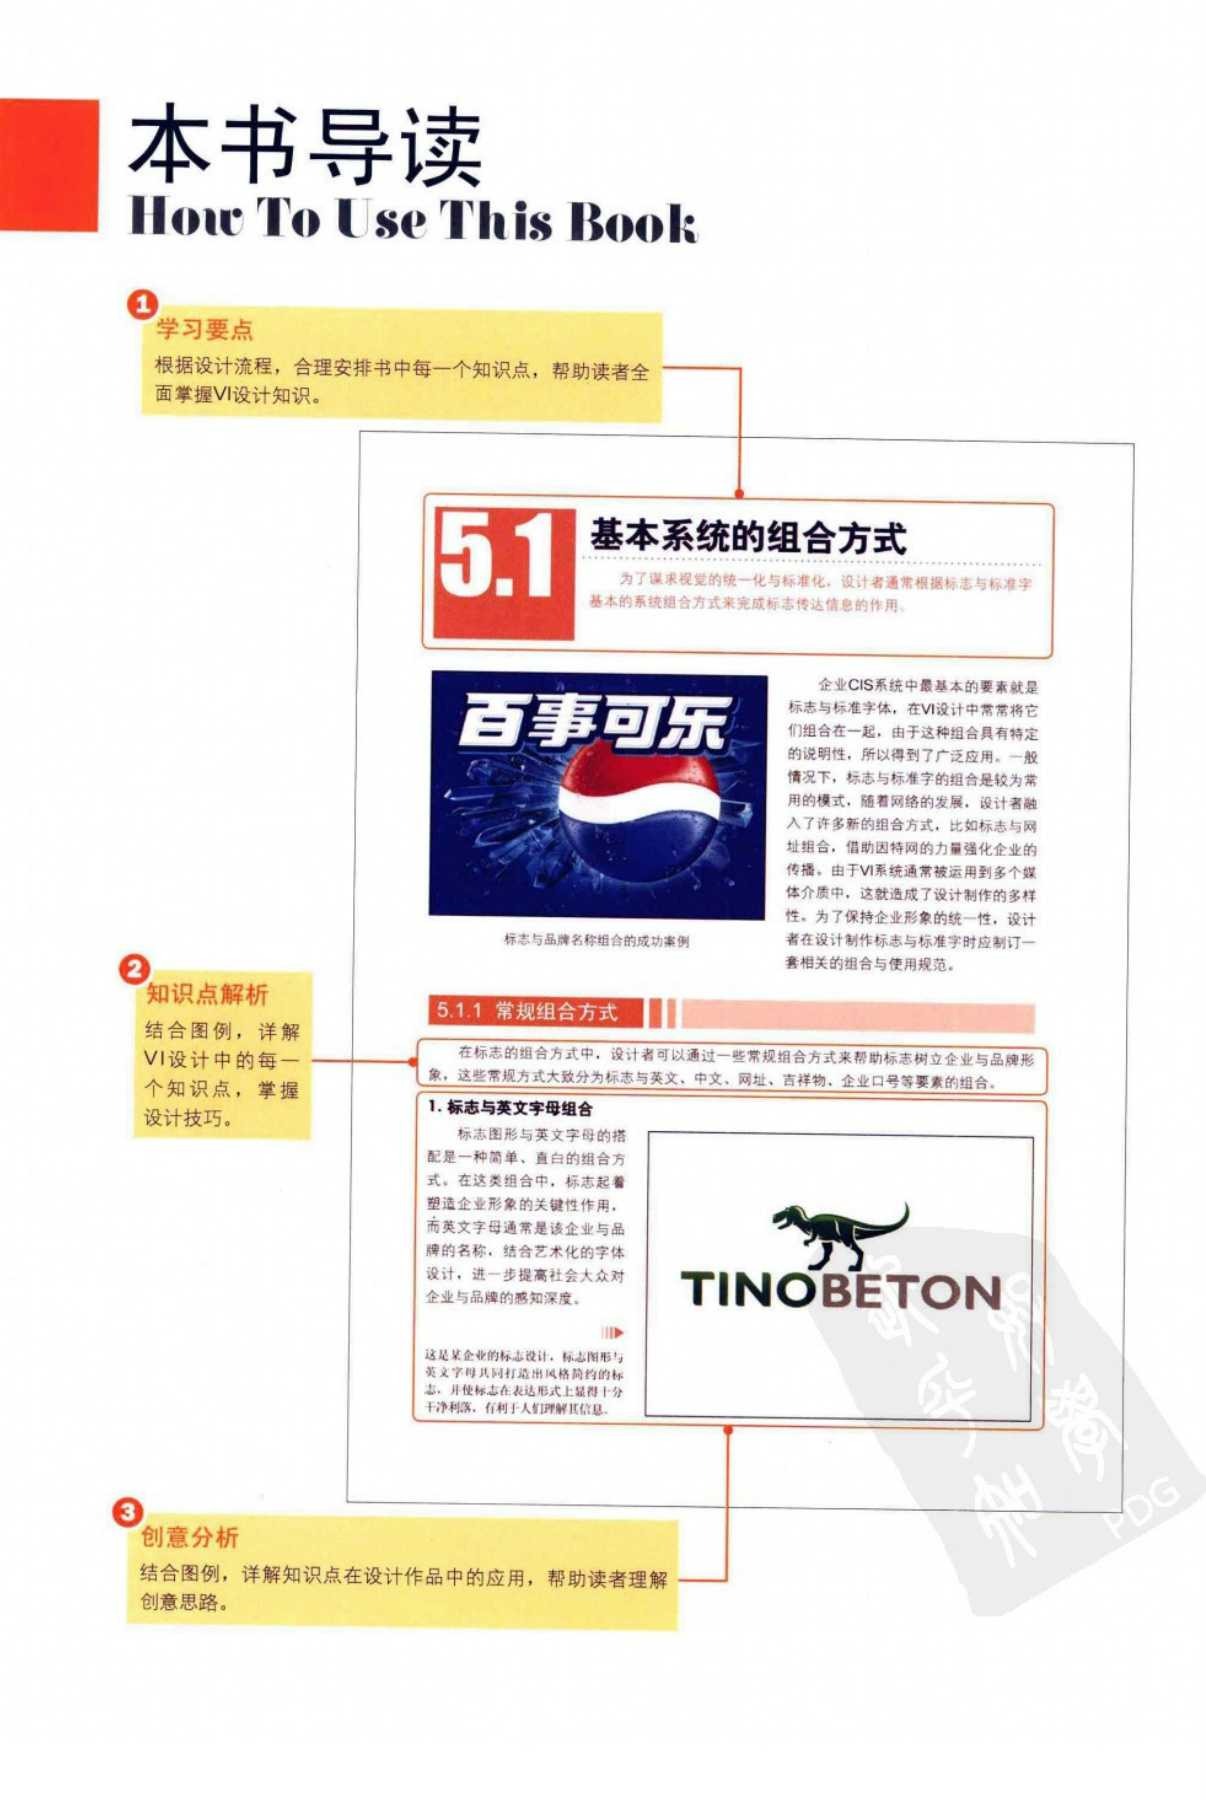 本书导读
How To Use This Book
1
学习要点
根据设计流程，合理安排书中每一个知识点，帮助读者全
面掌握VI设计知识。
5.1
基本系统的组合方式
为了谋求视觉的统一化与标准化，设计者通常根据标志与标准字
基本的系统组合方式来完成标志传达信息的作用。
百事可乐
标志与品牌名称组合的成功案例
企业CIS系统中最基本的要素就是
标志与标准字体，在VI设计中常常将它
们组合在一起，由于这种组合具有特定
的说明性，所以得到了广泛应用。一般
情况下，标志与标准字的组合是较为常
用的模式，随着网络的发展，设计者融
入了许多新的组合方式，比如标志与网
址组合，借助因特网的力量强化企业的
传播。由于VI系统通常被运用到多个媒
体介质中，这就造成了设计制作的多样
性。为了保持企业形象的统一性，设计
者在设计制作标志与标准字时应制订一
套相关的组合与使用规范。
2
知识点解析
结合图例，详解
VI设计中的每一
个知识点，掌握
设计技巧。
5.1.1 常规组合方式
在标志的组合方式中，设计者可以通过一些常规组合方式来帮助标志树立企业与品牌形
象，这些常规方式大致分为标志与英文、中文、网址、吉祥物、企业口号等要素的组合。
1. 标志与英文字母组合
标志图形与英文字母的搭
配是一种简单、直白的组合方
式。在这类组合中，标志起着
塑造企业形象的关键性作用，
而英文字母通常是该企业与品
牌的名称，结合艺术化的字体
设计，进一步提高社会大众对
企业与品牌的感知深度。
这是某企业的标志设计，标志图形与
英文字母共同打造出风格简约的标
志，并使标志在表达形式上显得十分
干净利落，有利于人们理解其信息。
TINOBETON
3
创意分析
结合图例，详解知识点在设计作品中的应用，帮助读者理解
创意思路。
PDG